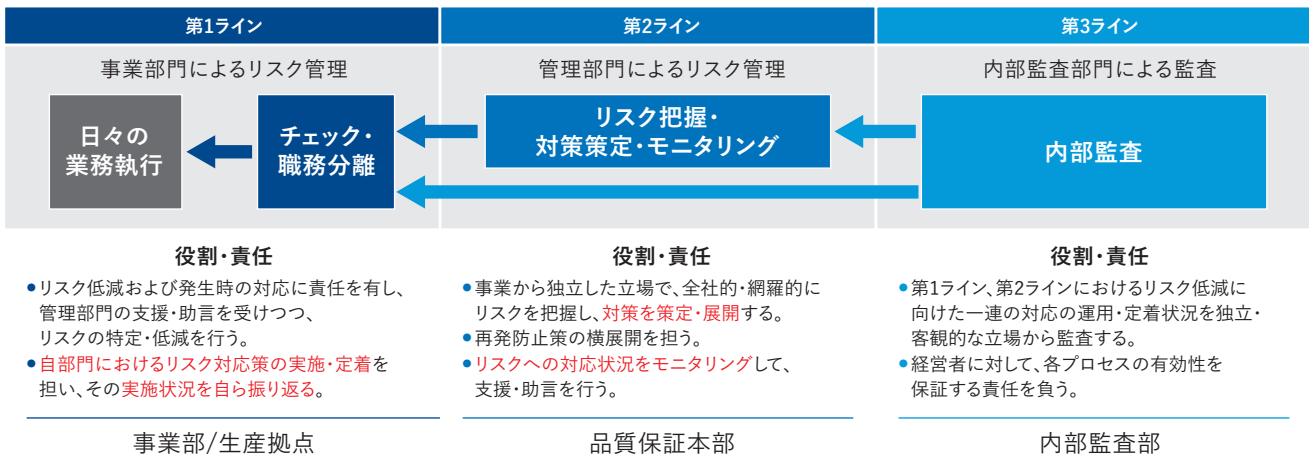 第1ライン
第2ライン
第3ライン
事業部門によるリスク管理
管理部門によるリスク管理
内部監査部門による監査
日々の
業務執行
チェック・
職務分離
リスク把握・
対策策定・モニタリング
内部監査
役割・責任
●リスク低減および発生時の対応に責任を有し、
管理部門の支援・助言を受けつつ、
リスクの特定・低減を行う。
●自部門におけるリスク対応策の実施・定着を
担い、その実施状況を自ら振り返る。
事業部/生産拠点
役割・責任
●事業から独立した立場で、全社的・網羅的に
リスクを把握し、対策を策定・展開する。
●再発防止策の横展開を担う。
●リスクへの対応状況をモニタリングして、
支援・助言を行う。
品質保証本部
役割・責任
●第1ライン、第2ラインにおけるリスク低減に
向けた一連の対応の運用・定着状況を独立・
客観的な立場から監査する。
●経営者に対して、各プロセスの有効性を
保証する責任を負う。
内部監査部